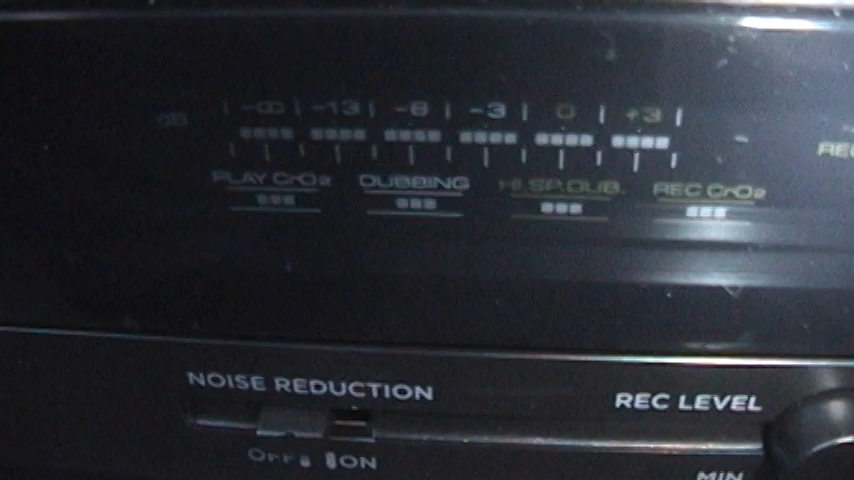 dB -∞ -13 -8 -3 0 +3
REC
PLAY CrO₂ DUBBING HI.SP.DUB. REC CrO₂
NOISE REDUCTION
REC LEVEL
OFF ON
MIN